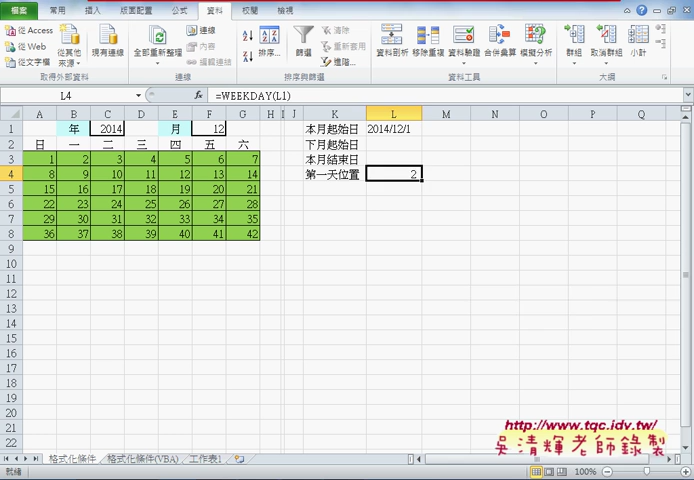 檔案 常用 插入 版面配置 公式 資料 校閱 檢視
從 Access
從 Web
從文字檔
從其他
來源
現有連線
全部重新整理
連線
內容
編輯連結
排序...
篩選
清除
重新套用
進階...
資料剖析
移除重複
資料驗證
合併彙算
模擬分析
群組
取消群組
小計
取得外部資料 連線 排序與篩選 資料工具 大綱
L4 fx =WEEKDAY(L1)
A B C D E F G H I J K L M N O P Q
1 年 2014 月 12 本月起始日 2014/12/1
2 日 一 二 三 四 五 六 下月起始日
3 1 2 3 4 5 6 7 本月結束日
4 8 9 10 11 12 13 14 第一天位置 2
5 15 16 17 18 19 20 21
6 22 23 24 25 26 27 28
7 29 30 31 32 33 34 35
8 36 37 38 39 40 41 42
9
10
11
12
13
14
15
16
17
18
19
20
21
22
http://www.tqc.idv.tw/
吳清輝老師錄製
格式化條件 格式化條件(VBA) 工作表1
就緒 100%